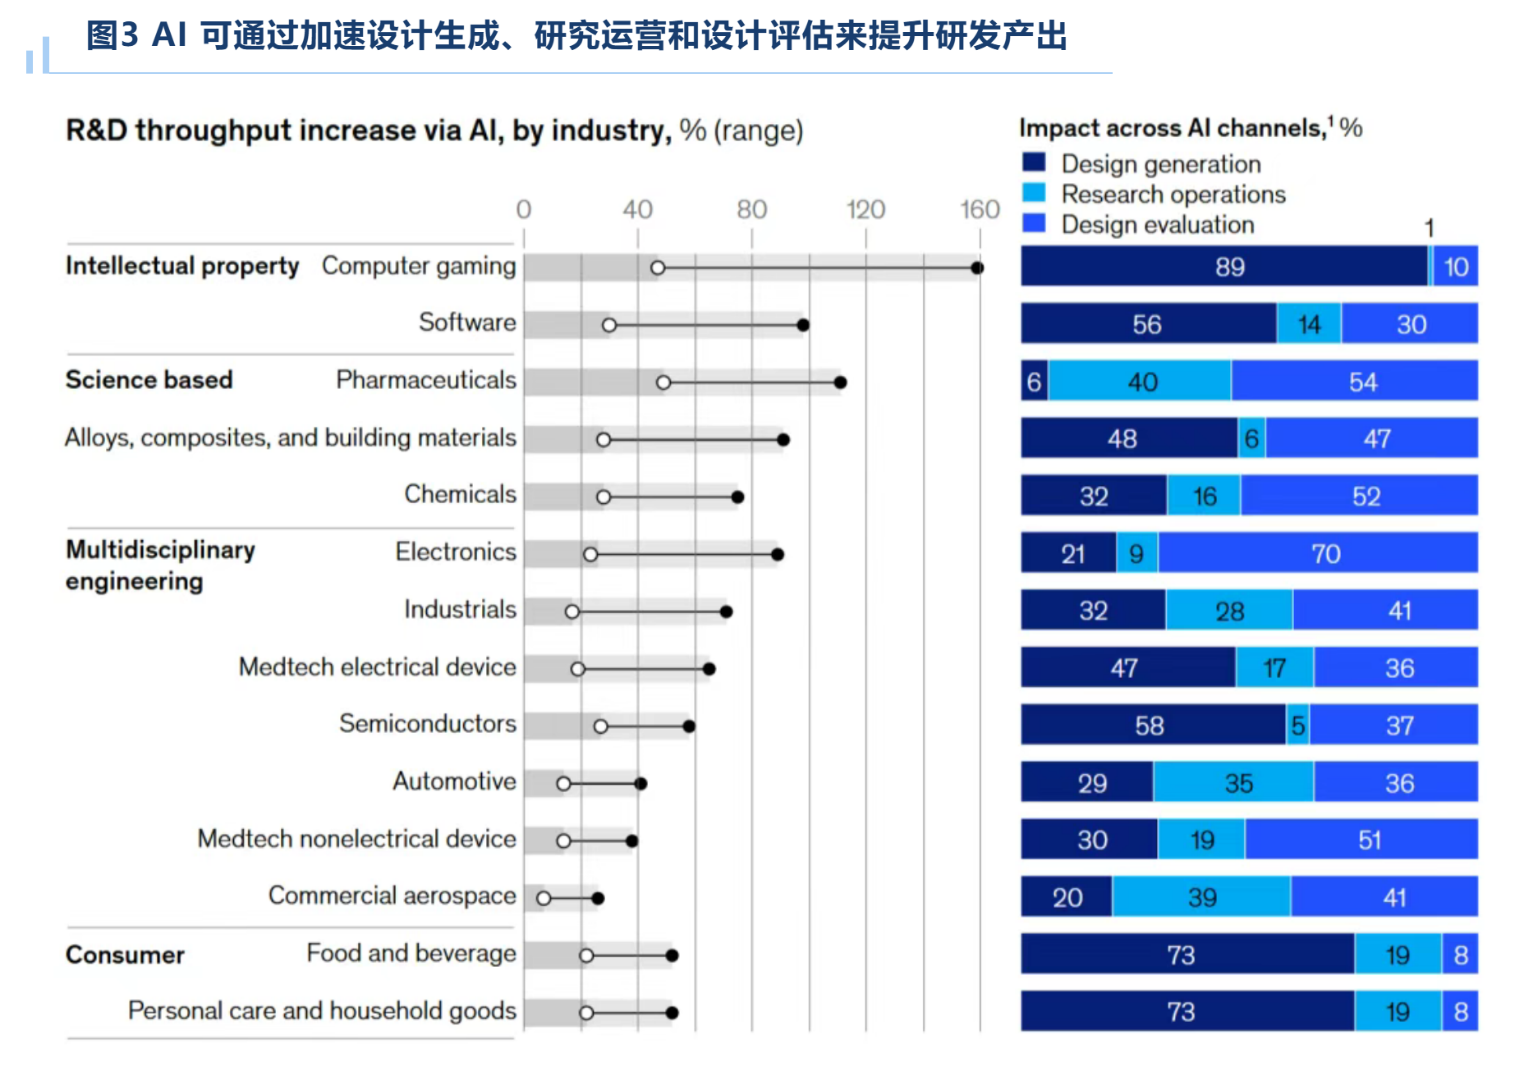 图3 AI 可通过加速设计生成、研究运营和设计评估来提升研发产出
R&D throughput increase via AI, by industry, % (range)
0 40 80 120 160
Intellectual property Computer gaming
Software
Science based Pharmaceuticals
Alloys, composites, and building materials
Chemicals
Multidisciplinary engineering Electronics
Industrials
Medtech electrical device
Semiconductors
Automotive
Medtech nonelectrical device
Commercial aerospace
Consumer Food and beverage
Personal care and household goods
Impact across AI channels,¹ %
Design generation
Research operations
Design evaluation
1
89 10
56 14 30
6 40 54
48 6 47
32 16 52
21 9 70
32 28 41
47 17 36
58 5 37
29 35 36
30 19 51
20 39 41
73 19 8
73 19 8